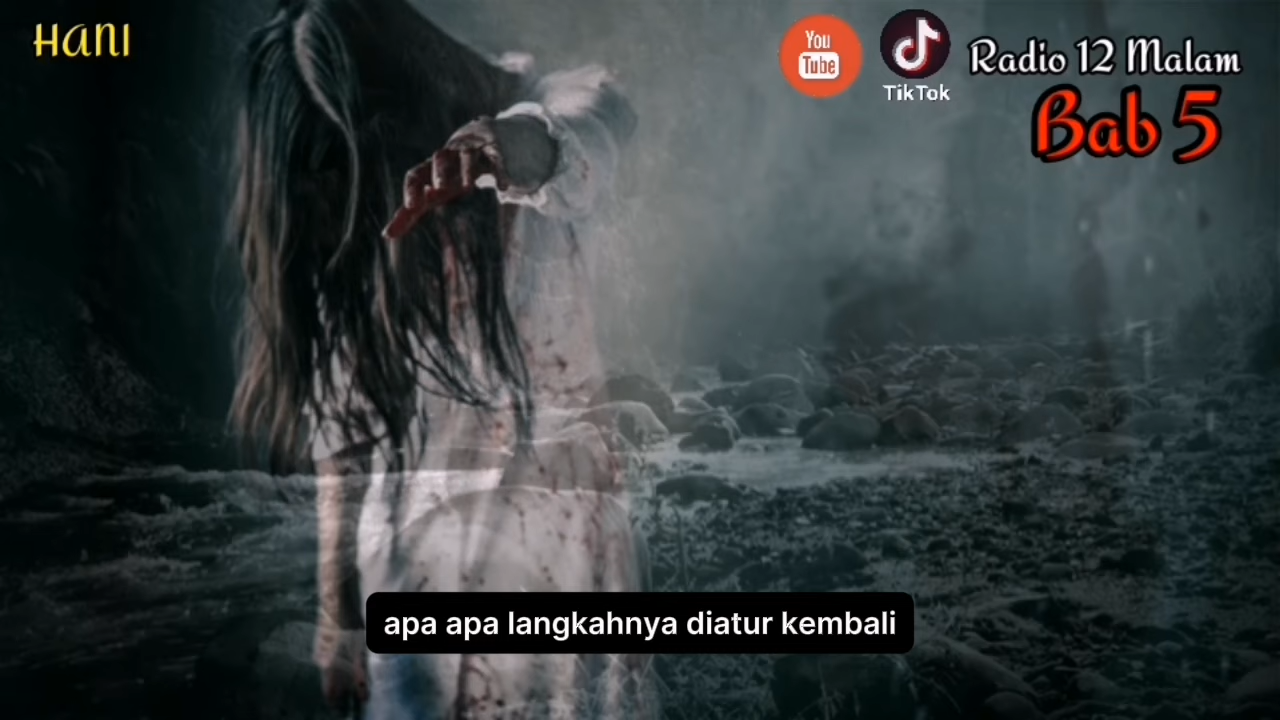 HANI
You
Tube
TikTok
Radio 12 Malam
Bab 5
apa apa langkahnya diatur kembali